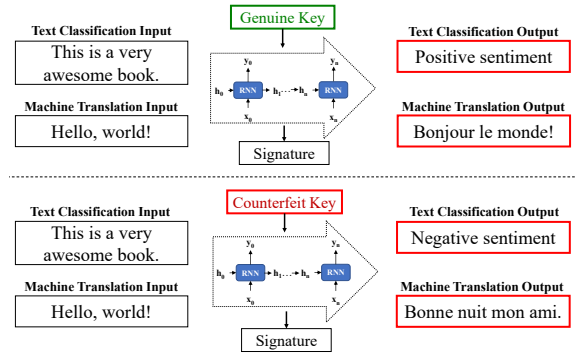 Genuine Key
Text Classification Input
This is a very
awesome book.
Machine Translation Input
Hello, world!
y0 yn
h0 RNN h1 ... hn RNN
x0 xn
Signature
Text Classification Output
Positive sentiment
Machine Translation Output
Bonjour le monde!
Counterfeit Key
Text Classification Input
This is a very
awesome book.
Machine Translation Input
Hello, world!
y0 yn
h0 RNN h1 ... hn RNN
x0 xn
Signature
Text Classification Output
Negative sentiment
Machine Translation Output
Bonne nuit mon ami.